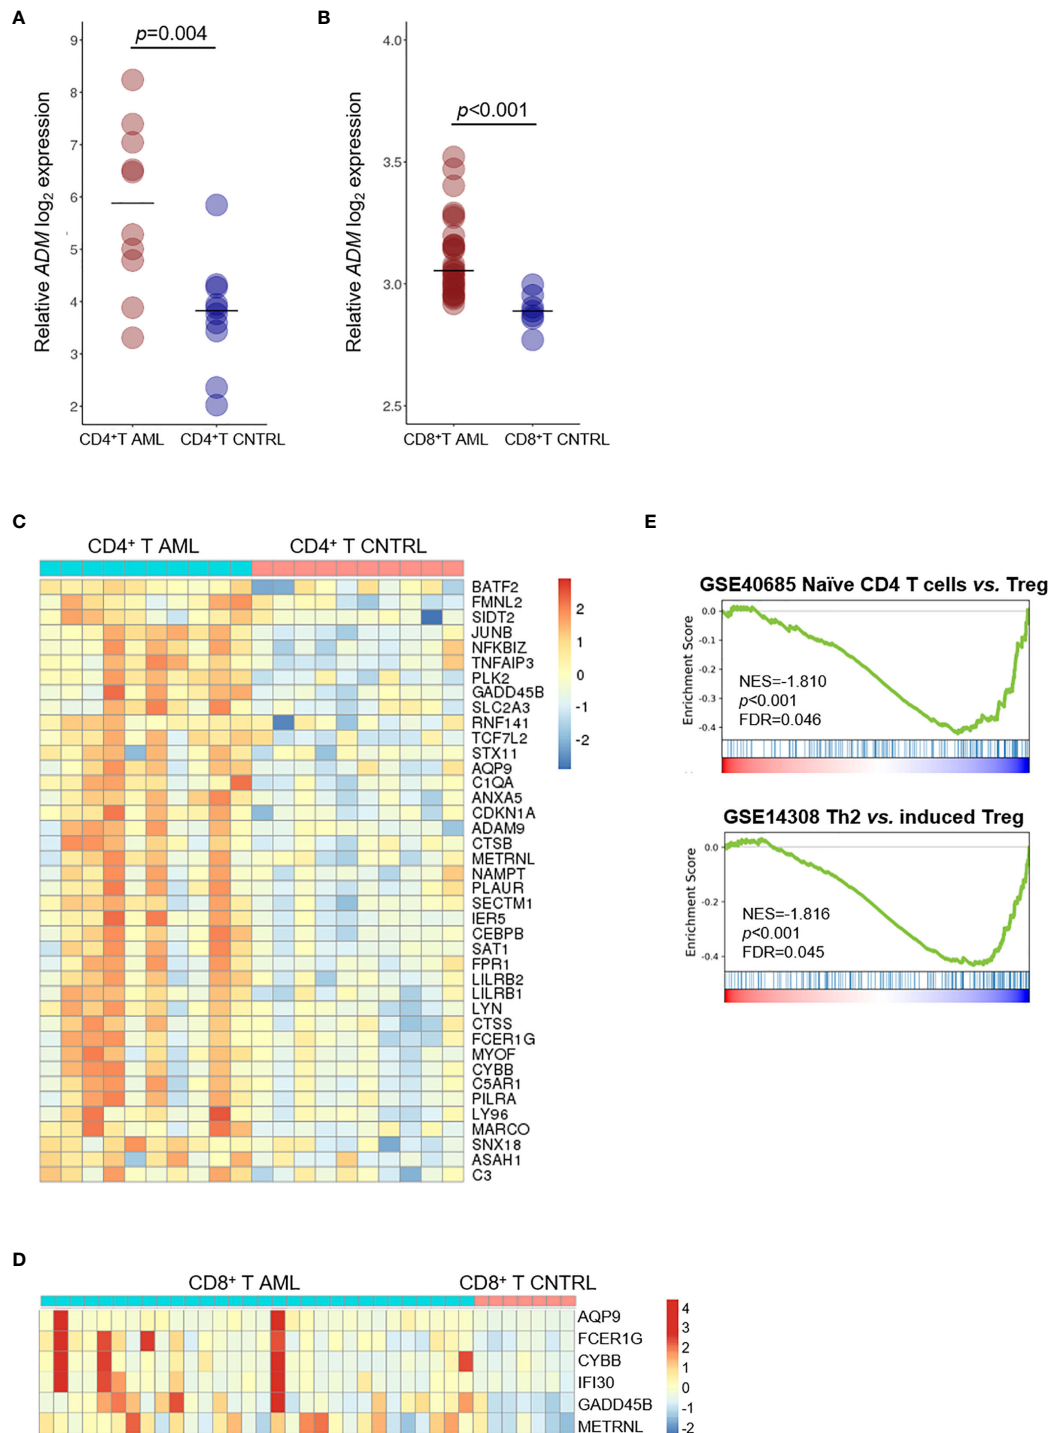 A
B
p=0.004
p<0.001
Relative ADM log2 expression
9
8
7
6
5
4
3
2
CD4+T AML CD4+T CNTRL
Relative ADM log2 expression
4.0
3.5
3.0
2.5
CD8+T AML CD8+T CNTRL
C
CD4+ T AML CD4+ T CNTRL
BATF2
FMNL2
SIDT2
JUNB
NFKBIZ
TNFAIP3
PLK2
GADD45B
SLC2A3
RNF141
TCF7L2
STX11
AQP9
C1QA
ANXA5
CDKN1A
ADAM9
CTSB
METRNL
NAMPT
PLAUR
SECTM1
IER5
CEBPB
SAT1
FPR1
LILRB2
LILRB1
LYN
CTSS
FCER1G
MYOF
CYBB
C5AR1
PILRA
LY96
MARCO
SNX18
ASAH1
C3
2
1
0
-1
-2
E
GSE40685 Naïve CD4 T cells vs. Treg
Enrichment Score
0.0
-0.1
-0.2
-0.3
-0.4
NES=-1.810
p<0.001
FDR=0.046
GSE14308 Th2 vs. induced Treg
Enrichment Score
0.0
-0.2
-0.4
NES=-1.816
p<0.001
FDR=0.045
D
CD8+ T AML CD8+ T CNTRL
AQP9
FCER1G
CYBB
IFI30
GADD45B
METRNL
4
3
2
1
0
-1
-2